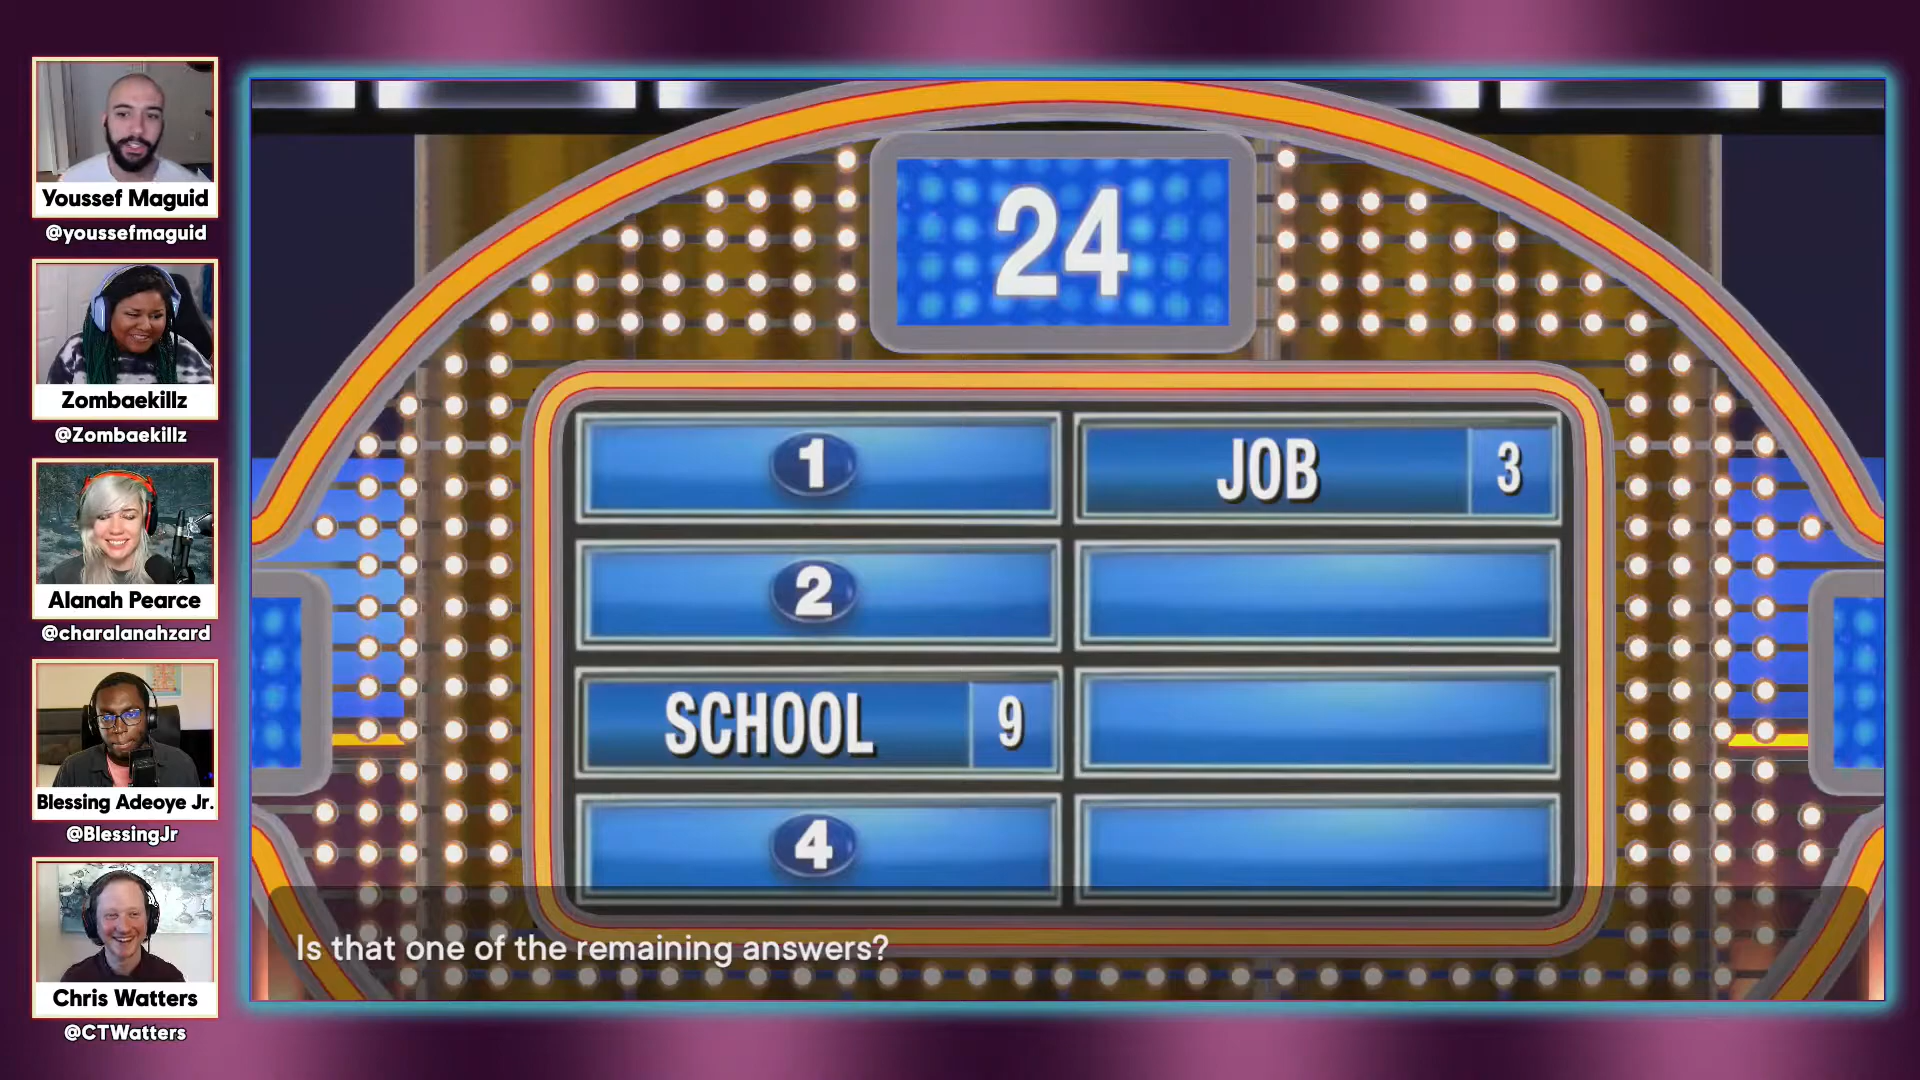 Youssef Maguid
@youssefmaguid
Zombaekillz
@Zombaekillz
Alanah Pearce
@charalanahzard
Blessing Adeoye Jr.
@BlessingJr
Chris Watters
@CTWatters
24
1
JOB 3
2
SCHOOL 9
4
Is that one of the remaining answers?